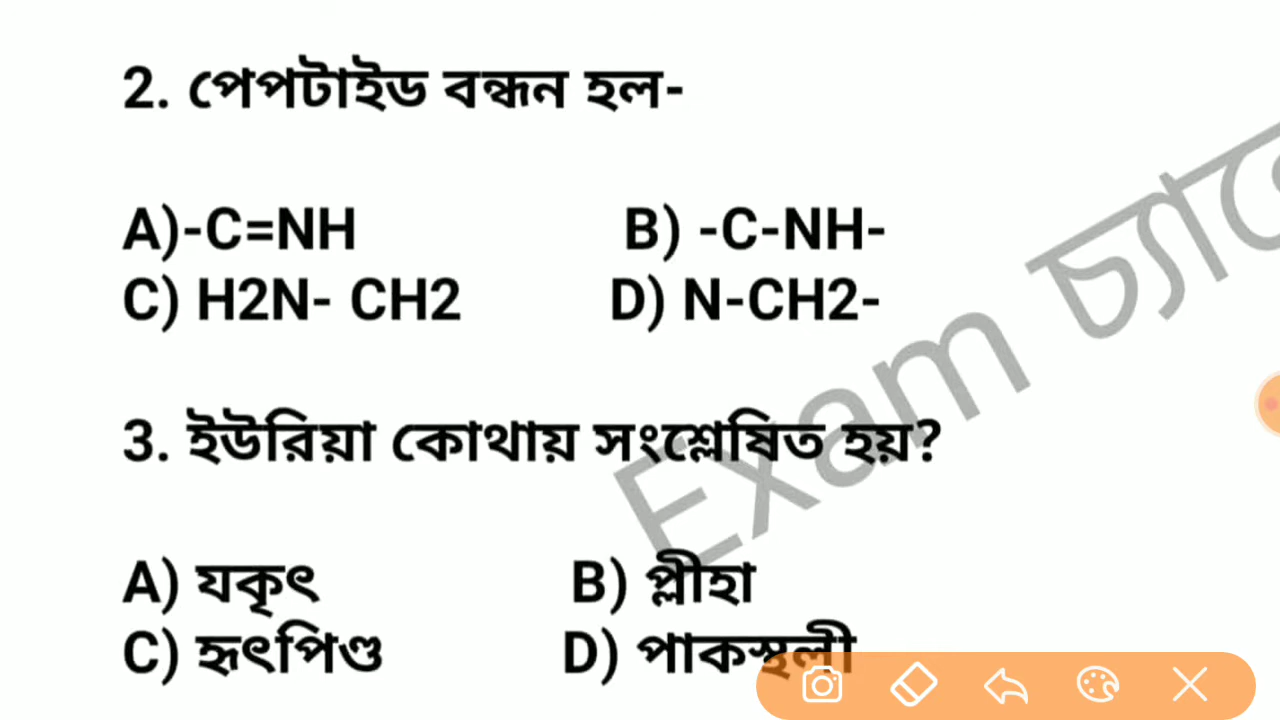 2. পেপটাইড বন্ধন হল-
A)-C=NH B) -C-NH-
C) H2N- CH2 D) N-CH2-
3. ইউরিয়া কোথায় সংশ্লেষিত হয়?
A) যকৃৎ B) প্লীহা
C) হৃৎপিণ্ড D) পাকস্থলী
Exam